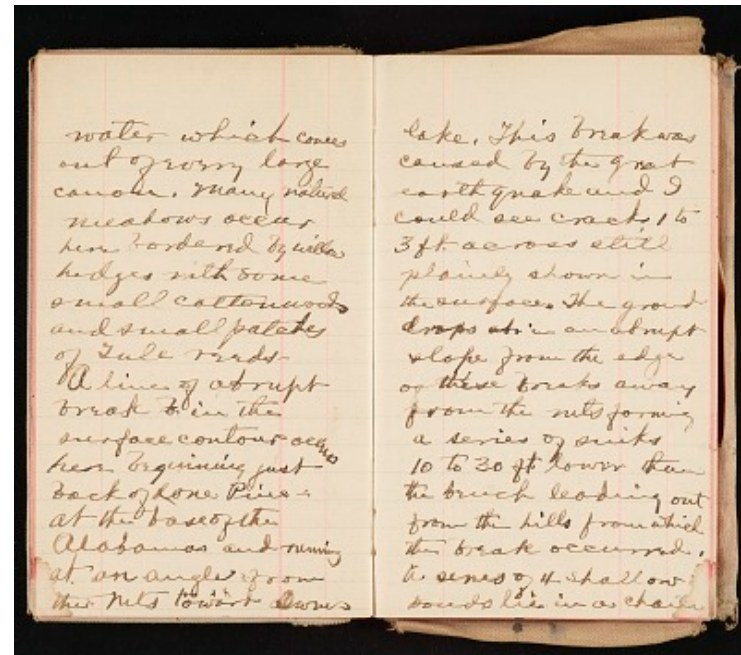 water which comes
out of every large
canon. Many natural
meadows occur
here bordered by willow
hedges with some
small cottonwoods
and small patches
of Tule reeds.
A line of abrupt
break in the
surface contour occurs
here beginning just
back of Lone Pine
at the base of the
Alabamas and running
at an angle from
the mts toward Owens
lake. This break was
caused by the great
earthquake and I
could see cracks 1 to
3 ft across still
plainly shown in
the surface. The ground
drops in an abrupt
slope from the edge
of these breaks away
from the mts forming
a series of sinks
10 to 30 ft lower than
the bench leading out
from the hills from which
the break occurred.
A series of 4 shallow
ponds lie in a chain